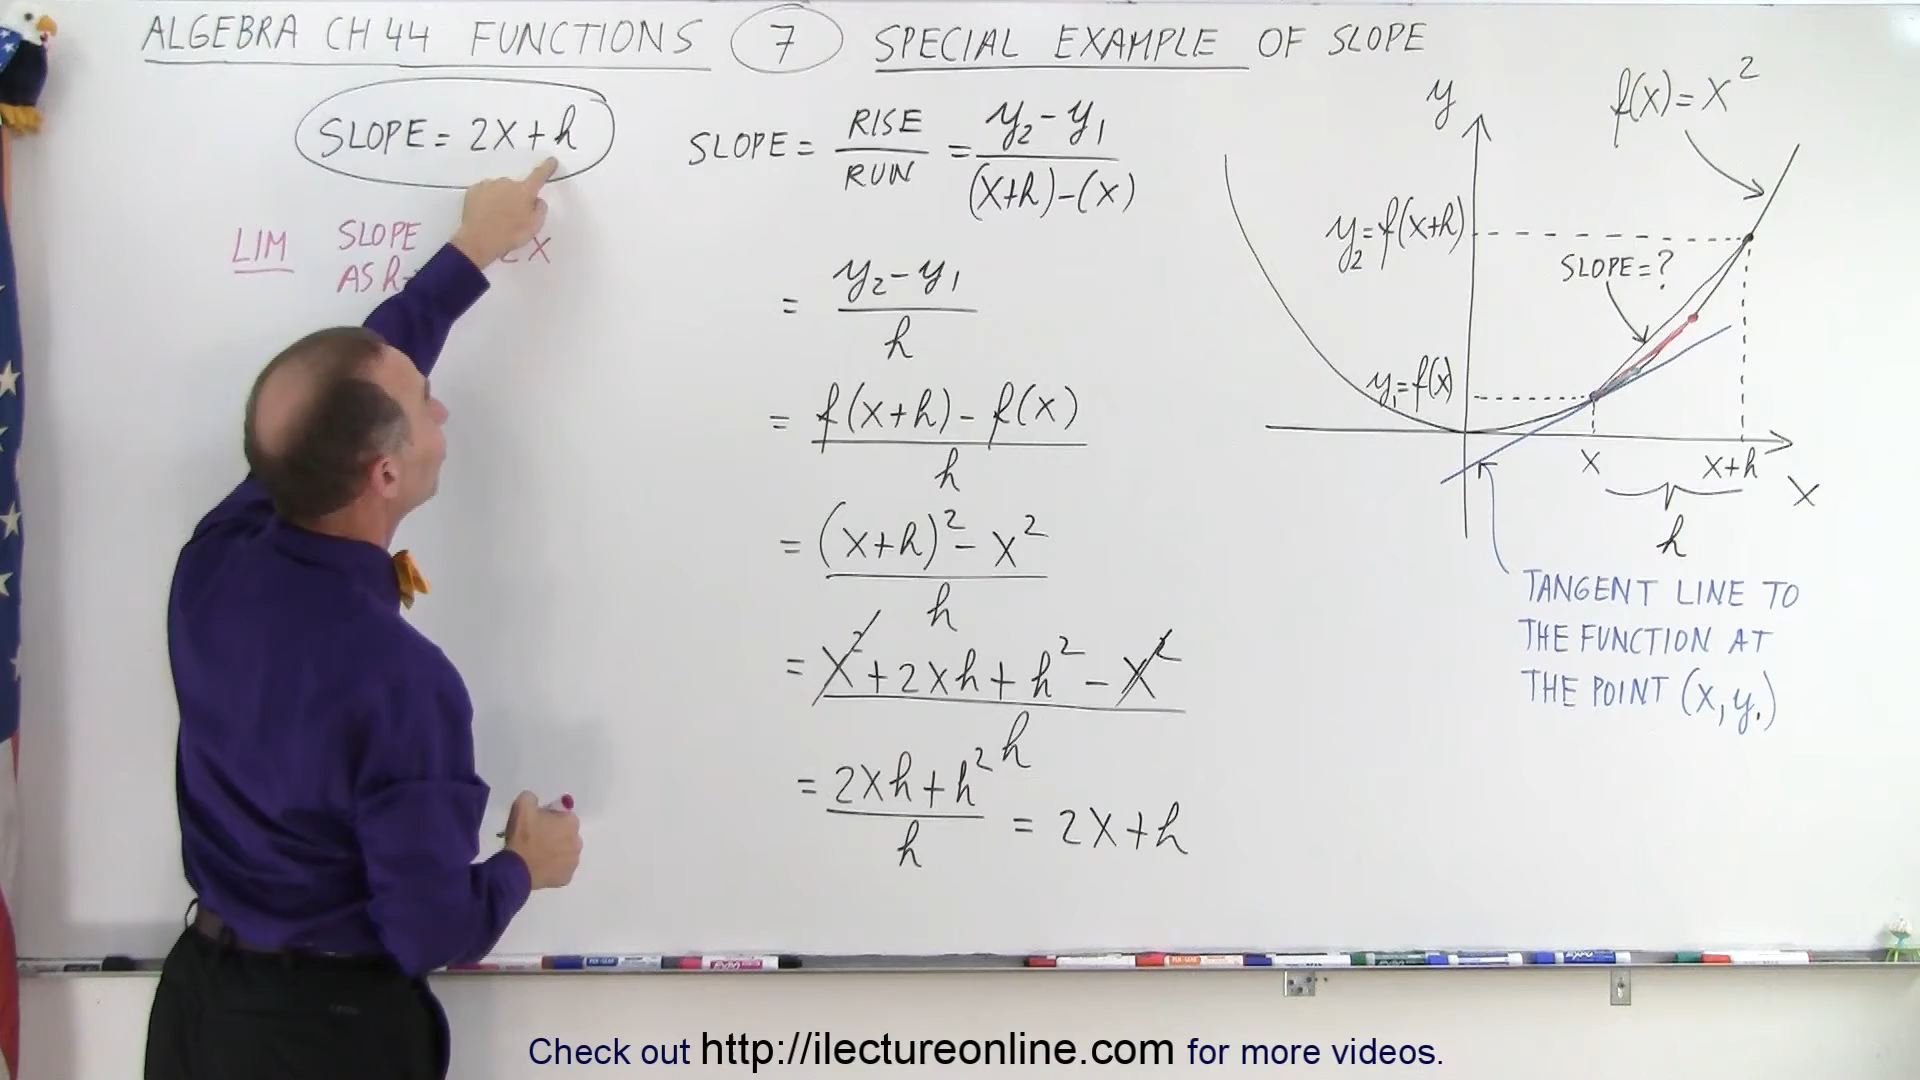 ALGEBRA CH 44 FUNCTIONS 7 SPECIAL EXAMPLE OF SLOPE
SLOPE = 2X+h
LIM SLOPE
AS h→ 2X
SLOPE = RISE/RUN = (y₂-y₁)/((X+h)-(X))
= (y₂-y₁)/h
= (f(X+h)-f(X))/h
= ((X+h)²-X²)/h
= (X²+2Xh+h²-X²)/h
= (2Xh+h²)/h = 2X+h
f(X)=X²
y
y₂=f(X+h)
SLOPE=?
y₁=f(X)
X X+h
X
h
TANGENT LINE TO
THE FUNCTION AT
THE POINT (X,y₁)
Check out http://ilectureonline.com for more videos.